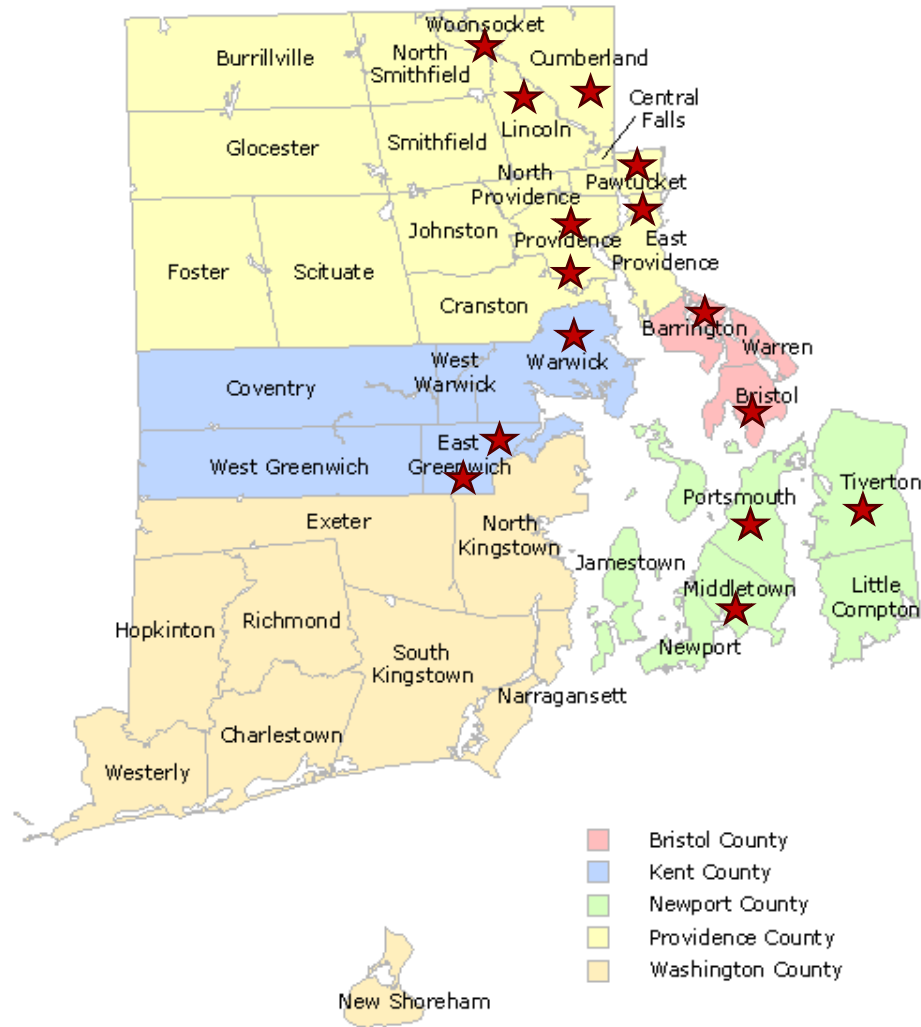 Woonsocket
Burrillville
North
Smithfield
Cumberland
Central
Falls
Lincoln
Smithfield
Glocester
North
Providence
Pawtucket
Johnston
Providence
East
Providence
Foster
Scituate
Cranston
Barrington
Warren
Warwick
West
Warwick
Coventry
Bristol
East
Greenwich
West Greenwich
Tiverton
Portsmouth
Exeter
North
Kingstown
Jamestown
Middletown
Little
Compton
Richmond
Hopkinton
Newport
South
Kingstown
Narragansett
Charlestown
Westerly
Bristol County
Kent County
Newport County
Providence County
Washington County
New Shoreham